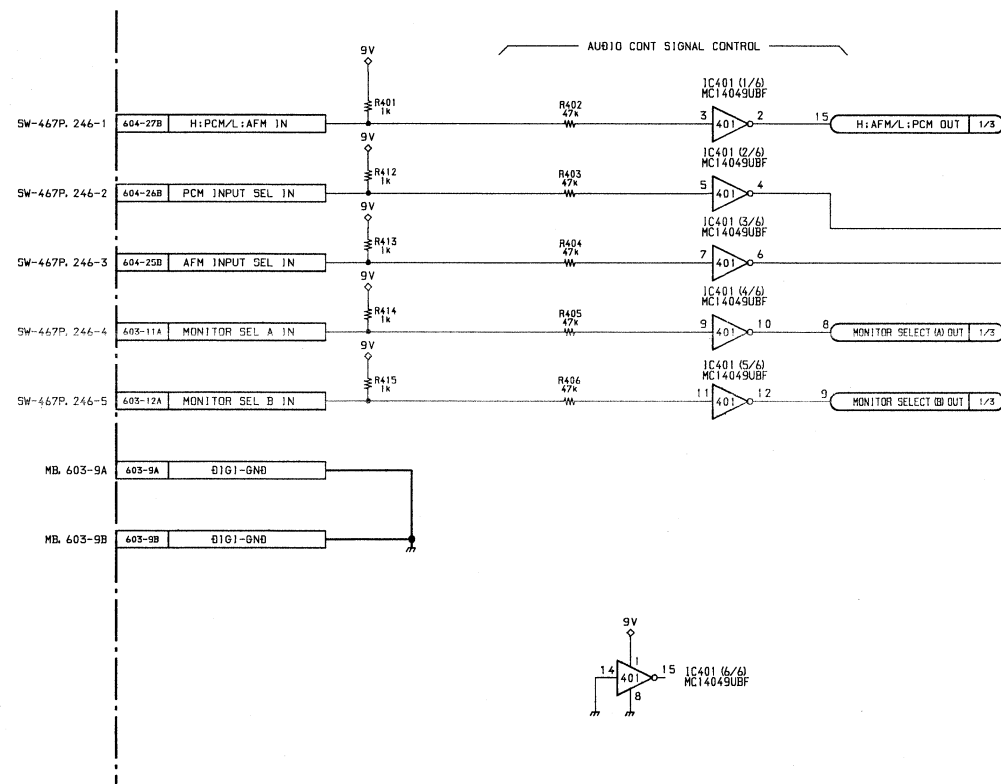 AUDIO CONT SIGNAL CONTROL
9V
R401
1k
SW-467P. 246-1
604-27B
H:PCM/L:AFM IN
R402
47k
IC401 (1/6)
MC14049UBF
3
401
2
15
H:AFM/L:PCM OUT
1/3
9V
R412
1k
SW-467P. 246-2
604-26B
PCM INPUT SEL IN
R403
47k
IC401 (2/6)
MC14049UBF
5
401
4
9V
R413
1k
SW-467P. 246-3
604-25B
AFM INPUT SEL IN
R404
47k
IC401 (3/6)
MC14049UBF
7
401
6
9V
R414
1k
SW-467P. 246-4
603-11A
MONITOR SEL A IN
R405
47k
IC401 (4/6)
MC14049UBF
9
401
10
8
MONITOR SELECT (A) OUT
1/3
9V
R415
1k
SW-467P. 246-5
603-12A
MONITOR SEL B IN
R406
47k
IC401 (5/6)
MC14049UBF
11
401
12
9
MONITOR SELECT (B) OUT
1/3
MB. 603-9A
603-9A
DIGI-GND
MB. 603-9B
603-9B
DIGI-GND
9V
1
14
401
15
8
IC401 (6/6)
MC14049UBF